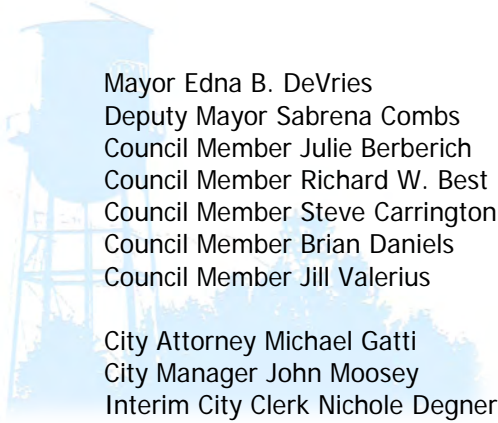 Mayor Edna B. DeVries
Deputy Mayor Sabrena Combs
Council Member Julie Berberich
Council Member Richard W. Best
Council Member Steve Carrington
Council Member Brian Daniels
Council Member Jill Valerius
City Attorney Michael Gatti
City Manager John Moosey
Interim City Clerk Nichole Degner